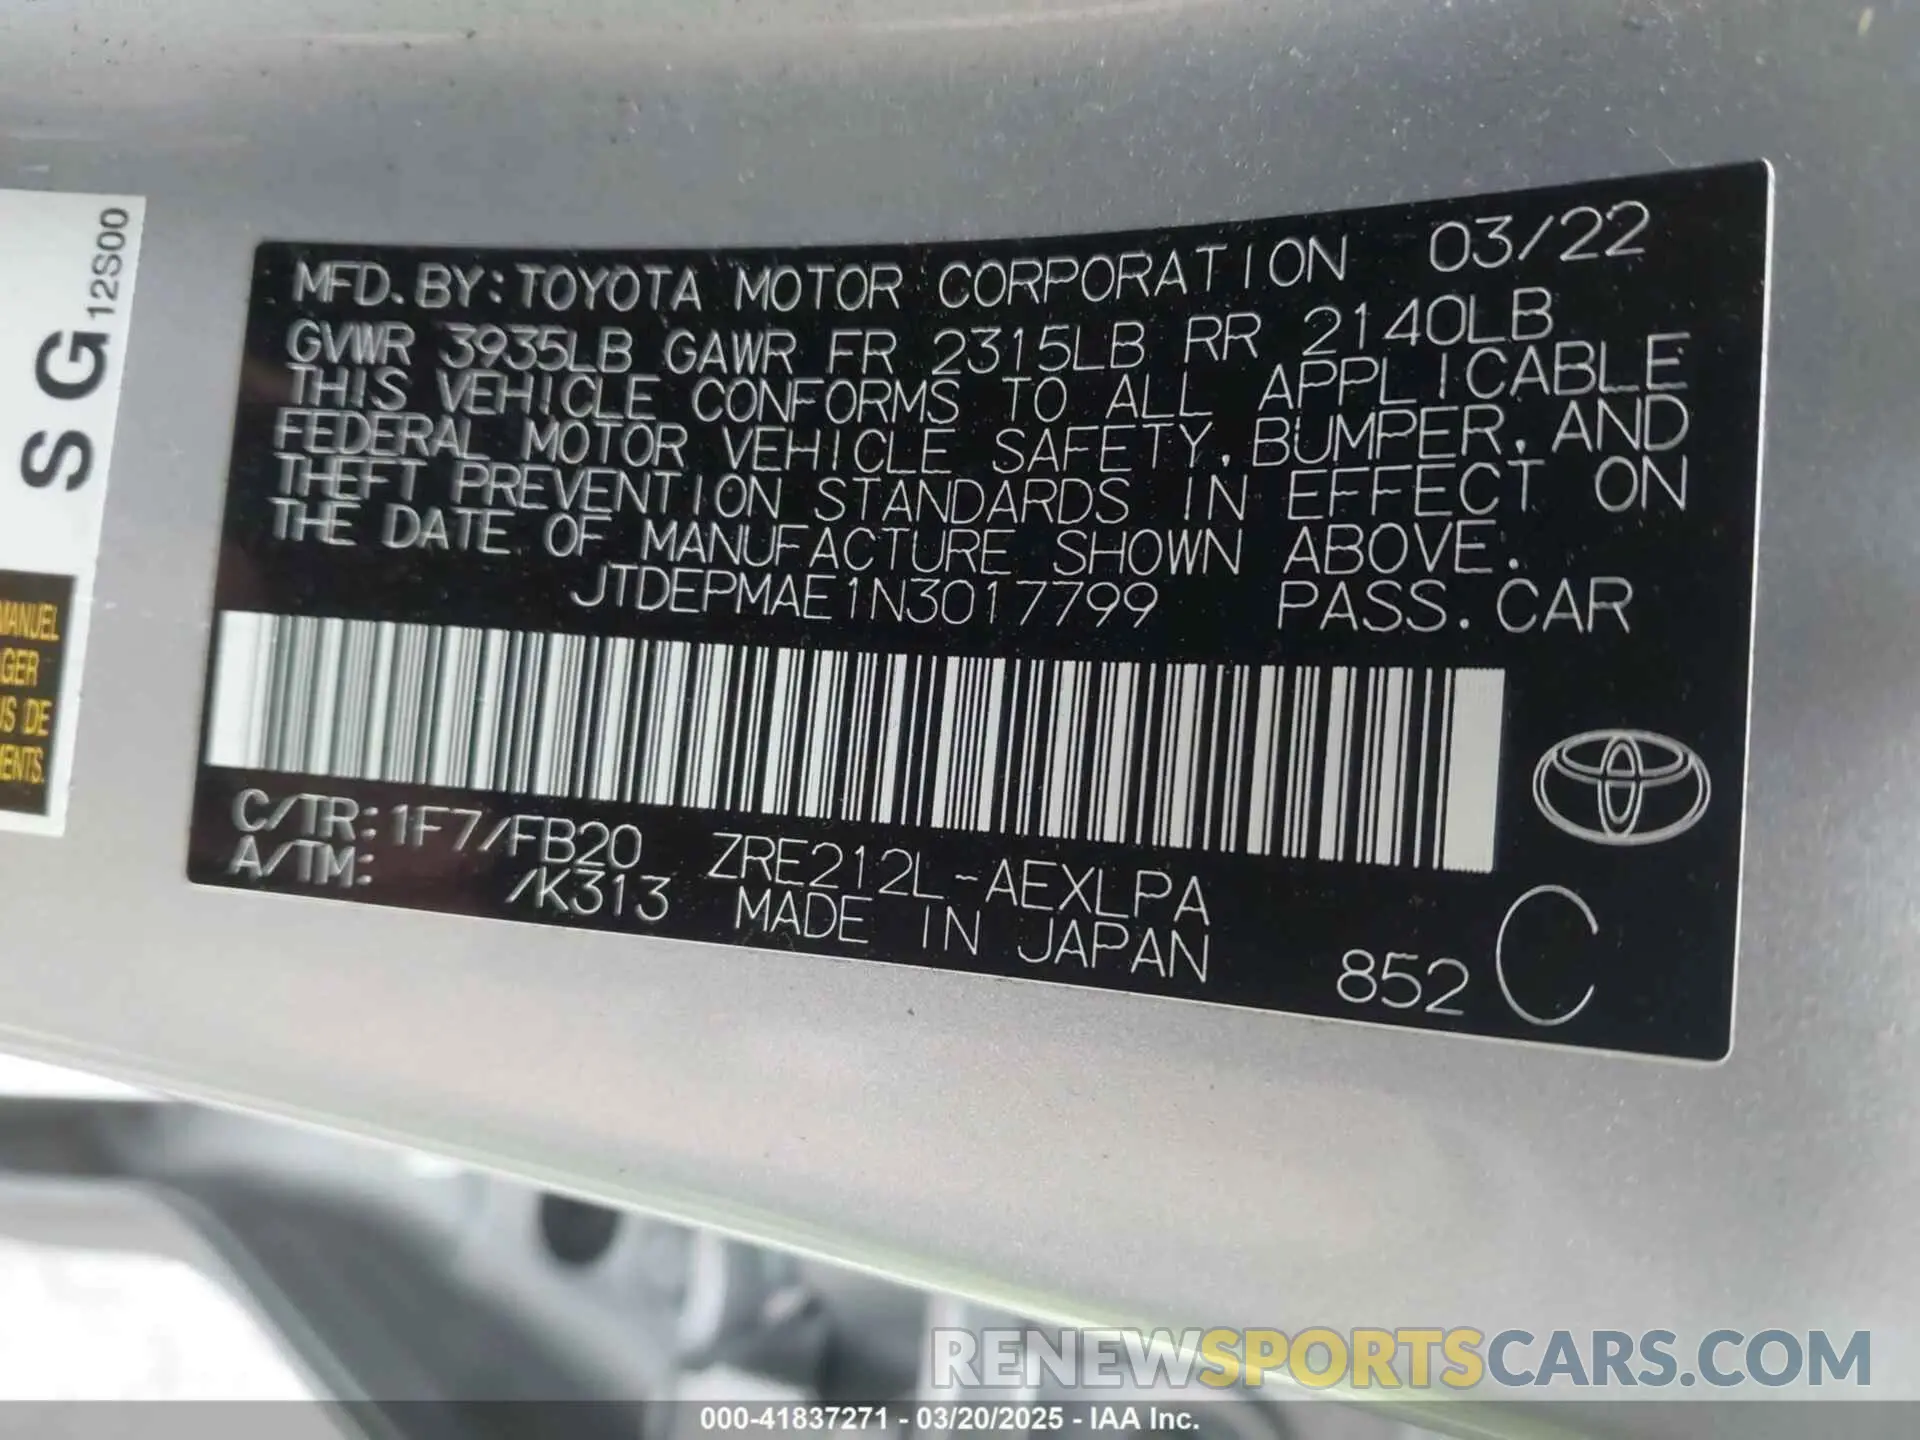 MFD. BY: TOYOTA MOTOR CORPORATION 03/22
GVWR 3935LB GAWR FR 2315LB RR 2140LB
THIS VEHICLE CONFORMS TO ALL APPLICABLE
FEDERAL MOTOR VEHICLE SAFETY, BUMPER, AND
THEFT PREVENTION STANDARDS IN EFFECT ON
THE DATE OF MANUFACTURE SHOWN ABOVE.
JTDEPMAE1N3017799 PASS. CAR
C/TR: 1F7/FB20 ZRE212L-AEXLPA
A/TM: /K313 MADE IN JAPAN 852 C
SG 12S00
MANUEL
GER
US DE
MENTS.
RENEWSPORTSCARS.COM
000-41837271 - 03/20/2025 - IAA Inc.